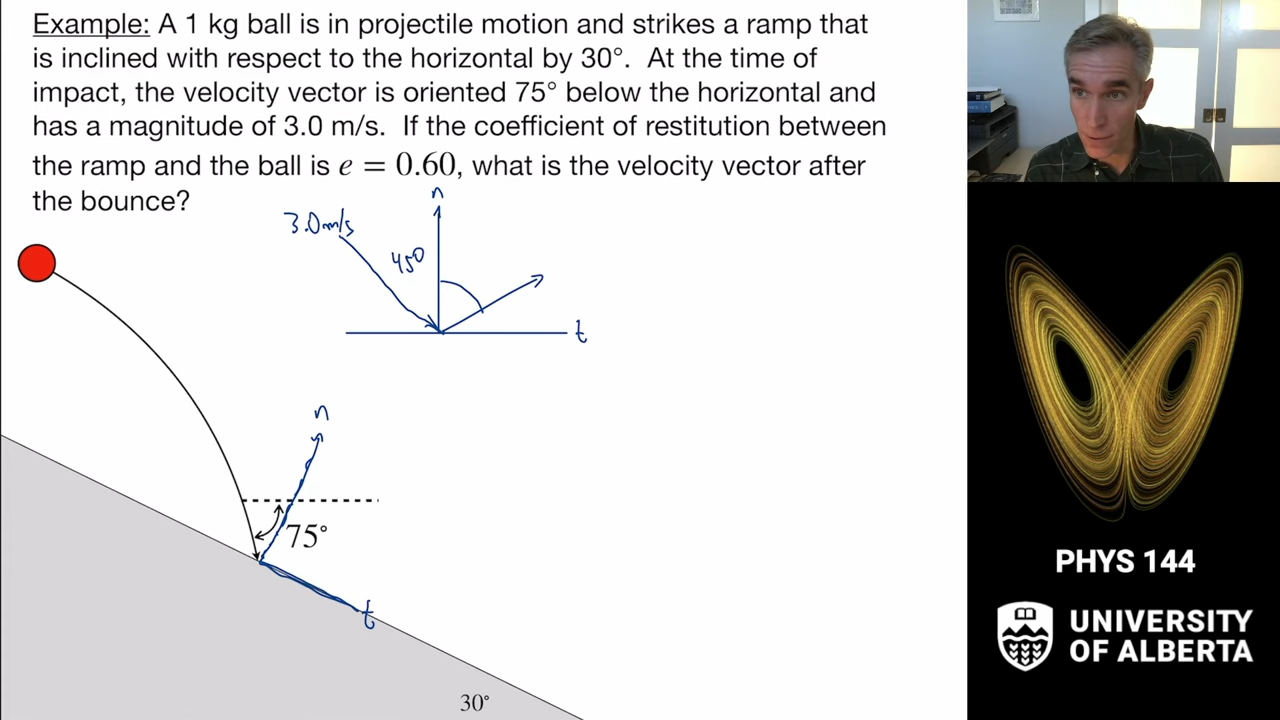 Example: A 1 kg ball is in projectile motion and strikes a ramp that
is inclined with respect to the horizontal by 30°. At the time of
impact, the velocity vector is oriented 75° below the horizontal and
has a magnitude of 3.0 m/s. If the coefficient of restitution between
the ramp and the ball is e = 0.60, what is the velocity vector after
the bounce?
n
3.0m/s
45°
t
n
75°
t
30°
PHYS 144
UNIVERSITY
OF ALBERTA